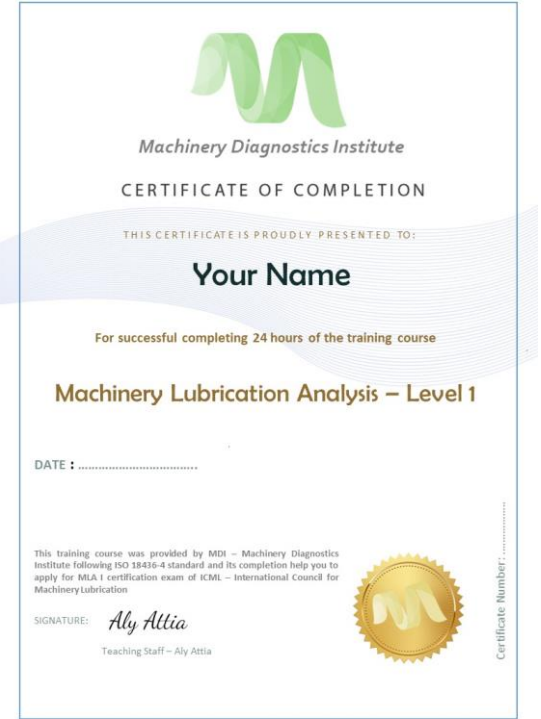 Machinery Diagnostics Institute
CERTIFICATE OF COMPLETION
THIS CERTIFICATE IS PROUDLY PRESENTED TO:
Your Name
For successful completing 24 hours of the training course
Machinery Lubrication Analysis – Level 1
DATE : ..................................
This training course was provided by MDI – Machinery Diagnostics
Institute following ISO 18436-4 standard and its completion help you to
apply for MLA I certification exam of ICML – International Council for
Machinery Lubrication
SIGNATURE: Aly Attia
Teaching Staff – Aly Attia
Certificate Number: ..................